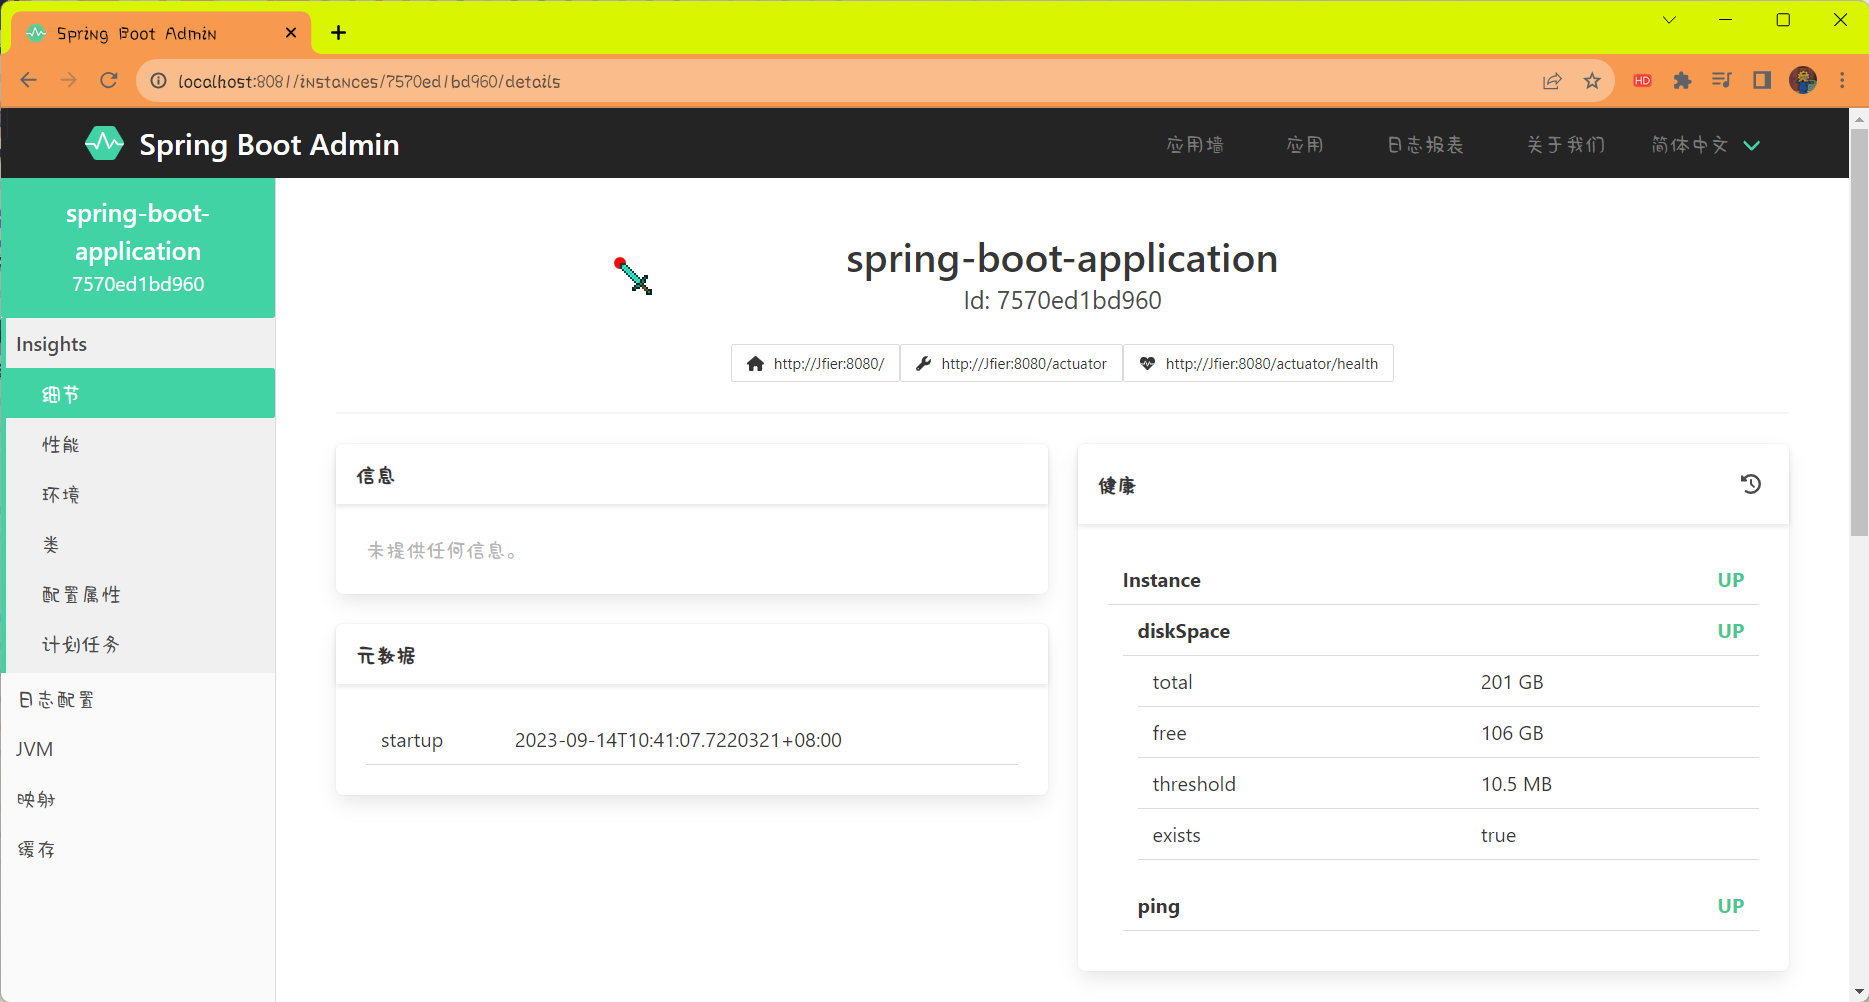 Spring Boot Admin
localhost:8081/instances/7570ed1bd960/details
HD
Spring Boot Admin
应用墙 应用 日志报表 关于我们 简体中文
spring-boot-
application
7570ed1bd960
Insights
细节
性能
环境
类
配置属性
计划任务
日志配置
JVM
映射
缓存
spring-boot-application
Id: 7570ed1bd960
http://Jfier:8080/ http://Jfier:8080/actuator http://Jfier:8080/actuator/health
信息
未提供任何信息。
元数据
startup 2023-09-14T10:41:07.7220321+08:00
健康
Instance UP
diskSpace UP
total 201 GB
free 106 GB
threshold 10.5 MB
exists true
ping UP